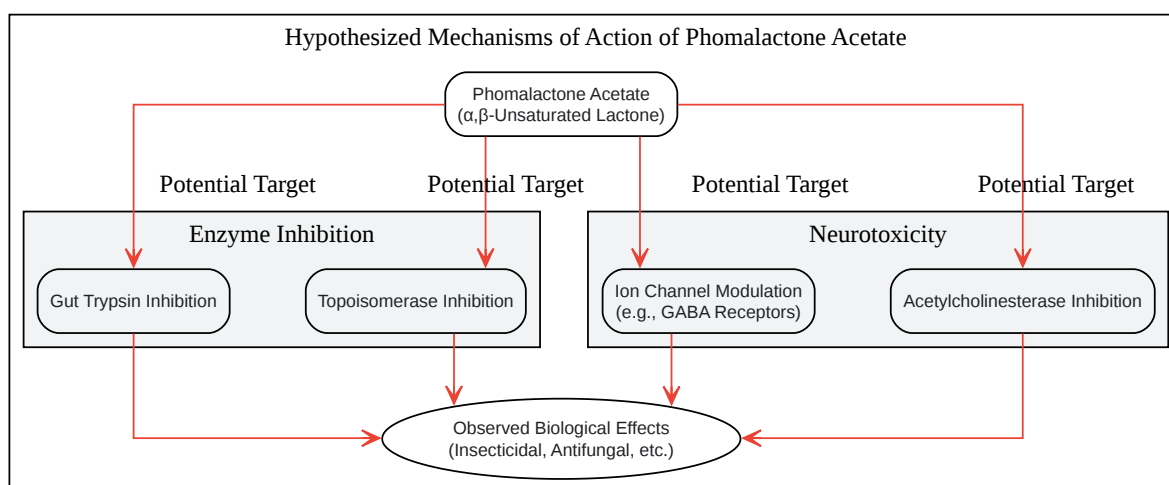 Hypothesized Mechanisms of Action of Phomalactone Acetate
Phomalactone Acetate
(α,β-Unsaturated Lactone)
Potential Target
Potential Target
Potential Target
Potential Target
Enzyme Inhibition
Neurotoxicity
Gut Trypsin Inhibition
Topoisomerase Inhibition
Ion Channel Modulation
(e.g., GABA Receptors)
Acetylcholinesterase Inhibition
Observed Biological Effects
(Insecticidal, Antifungal, etc.)